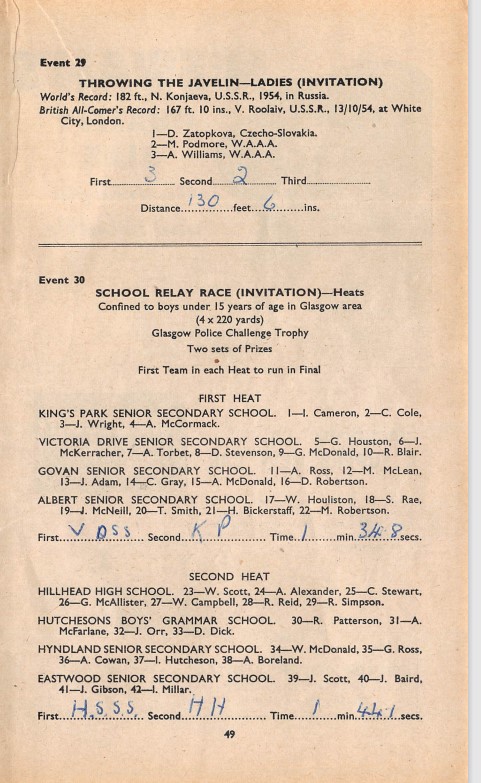 Event 29
THROWING THE JAVELIN—LADIES (INVITATION)
World's Record: 182 ft., N. Konjaeva, U.S.S.R., 1954, in Russia.
British All-Comer's Record: 167 ft. 10 ins., V. Roolaiv, U.S.S.R., 13/10/54, at White
City, London.
1—D. Zatopkova, Czecho-Slovakia.
2—M. Podmore, W.A.A.A.
3—A. Williams, W.A.A.A.
First 3 Second 2 Third
Distance 130 feet 6 ins.
Event 30
SCHOOL RELAY RACE (INVITATION)—Heats
Confined to boys under 15 years of age in Glasgow area
(4 x 220 yards)
Glasgow Police Challenge Trophy
Two sets of Prizes
First Team in each Heat to run in Final
FIRST HEAT
KING'S PARK SENIOR SECONDARY SCHOOL. 1—I. Cameron, 2—C. Cole,
3—J. Wright, 4—A. McCormack.
VICTORIA DRIVE SENIOR SECONDARY SCHOOL. 5—G. Houston, 6—J.
McKerracher, 7—A. Torbet, 8—D. Stevenson, 9—G. McDonald, 10—R. Blair.
GOVAN SENIOR SECONDARY SCHOOL. 11—A. Ross, 12—M. McLean,
13—J. Adam, 14—C. Gray, 15—A. McDonald, 16—D. Robertson.
ALBERT SENIOR SECONDARY SCHOOL. 17—W. Houliston, 18—S. Rae,
19—J. McNeill, 20—T. Smith, 21—H. Bickerstaff, 22—M. Robertson.
First V DSS Second K P Time 1 min. 34.8 secs.
SECOND HEAT
HILLHEAD HIGH SCHOOL. 23—W. Scott, 24—A. Alexander, 25—C. Stewart,
26—G. McAllister, 27—W. Campbell, 28—R. Reid, 29—R. Simpson.
HUTCHESONS BOYS' GRAMMAR SCHOOL. 30—R. Patterson, 31—A.
McFarlane, 32—J. Orr, 33—D. Dick.
HYNDLAND SENIOR SECONDARY SCHOOL. 34—W. McDonald, 35—G. Ross,
36—A. Cowan, 37—I. Hutcheson, 38—A. Boreland.
EASTWOOD SENIOR SECONDARY SCHOOL. 39—J. Scott, 40—J. Baird,
41—J. Gibson, 42—I. Millar.
First H.S.S.S. Second H H Time 1 min. 44.1 secs.
49